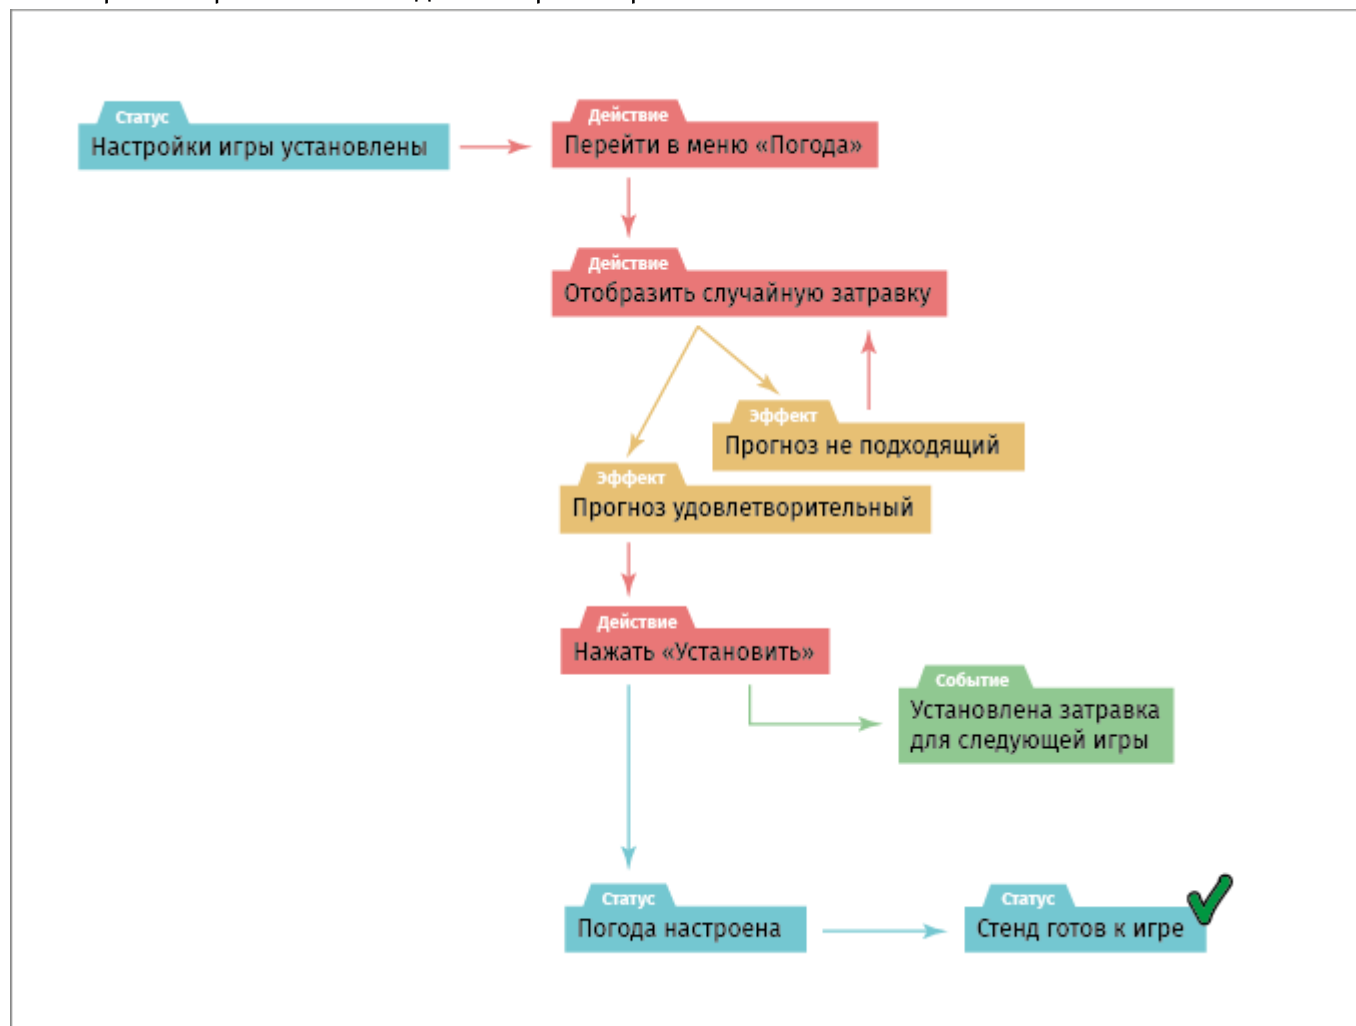 Статус
Настройки игры установлены
Действие
Перейти в меню «Погода»
Действие
Отобразить случайную затравку
Эффект
Прогноз не подходящий
Эффект
Прогноз удовлетворительный
Действие
Нажать «Установить»
Событие
Установлена затравка
для следующей игры
Статус
Погода настроена
Статус
Стенд готов к игре